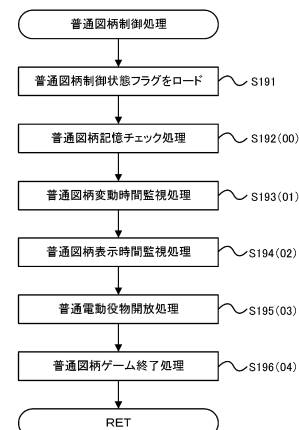 普通図柄制御処理
普通図柄制御状態フラグをロード
S191
普通図柄記憶チェック処理
S192(00)
普通図柄変動時間監視処理
S193(01)
普通図柄表示時間監視処理
S194(02)
普通電動役物開放処理
S195(03)
普通図柄ゲーム終了処理
S196(04)
RET